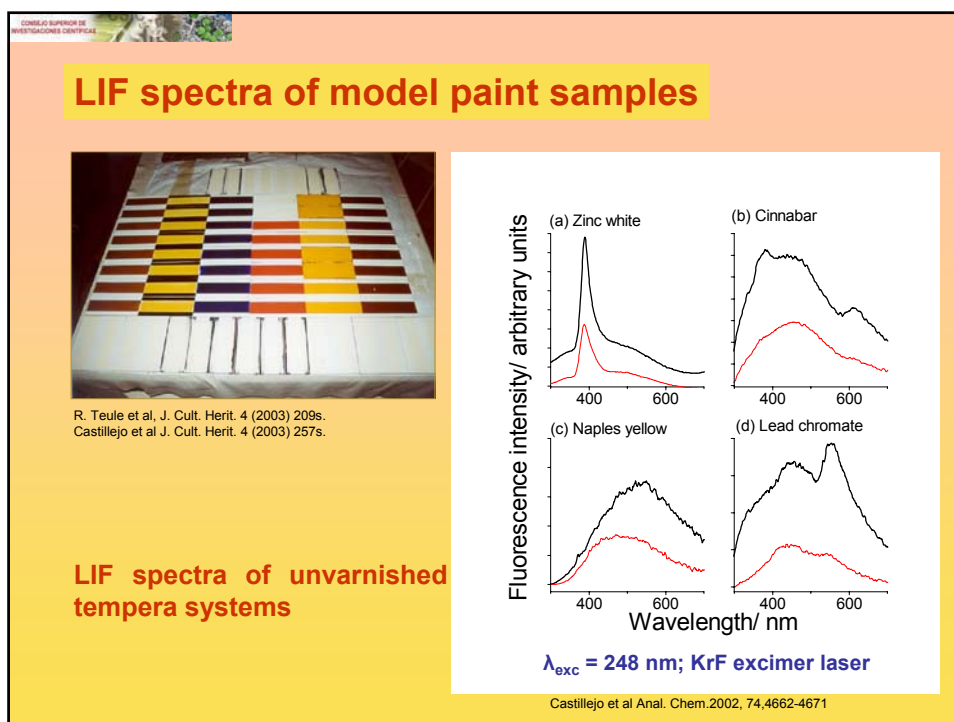 CONSEJO SUPERIOR DE
INVESTIGACIONES CIENTIFICAS
LIF spectra of model paint samples
R. Teule et al, J. Cult. Herit. 4 (2003) 209s.
Castillejo et al J. Cult. Herit. 4 (2003) 257s.
LIF spectra of unvarnished
tempera systems
Fluorescence intensity/ arbitrary units
(a) Zinc white
(b) Cinnabar
400 600
400 600
(c) Naples yellow
(d) Lead chromate
400 600
400 600
Wavelength/ nm
λexc = 248 nm; KrF excimer laser
Castillejo et al Anal. Chem.2002, 74,4662-4671